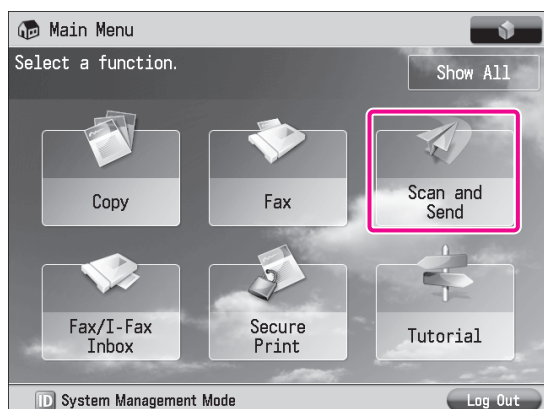 Main Menu
Select a function.
Show All
Copy
Fax
Scan and
Send
Fax/I-Fax
Inbox
Secure
Print
Tutorial
ID System Management Mode
Log Out